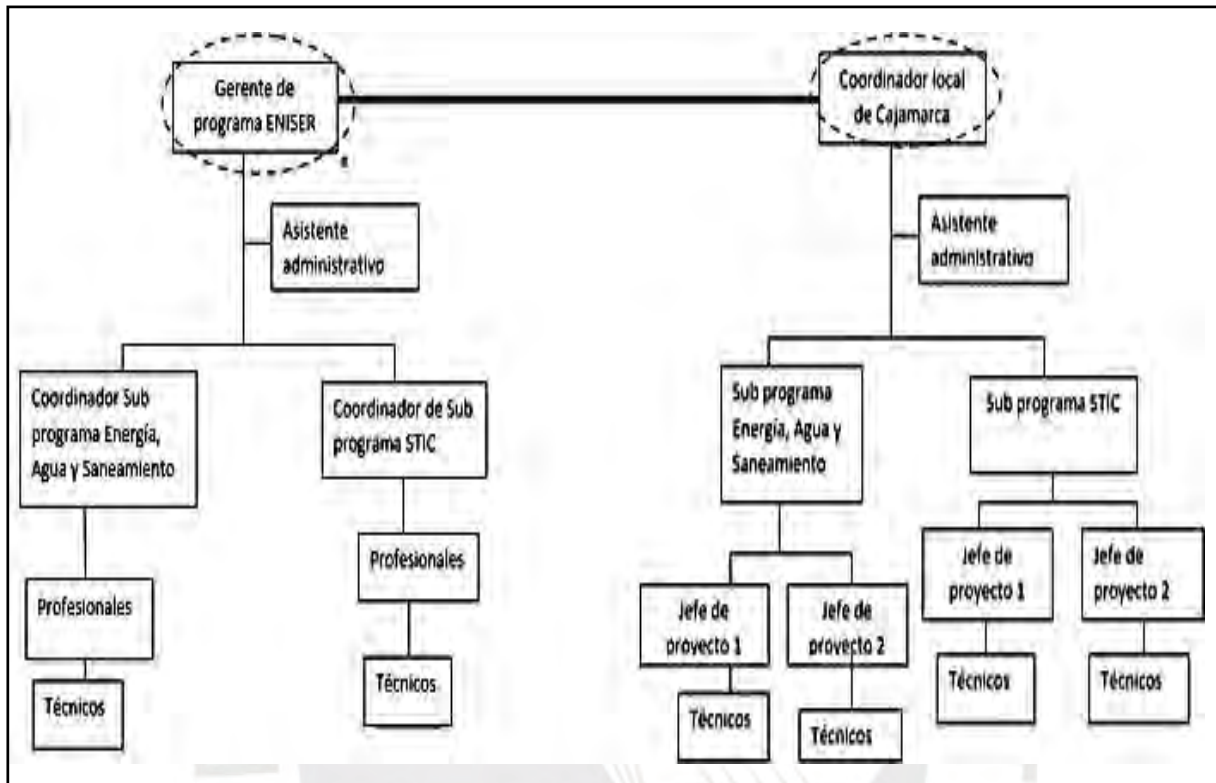 Gerente de
programa ENISER
Coordinador local
de Cajamarca
Asistente
administrativo
Asistente
administrativo
Coordinador Sub
programa Energía,
Agua y Saneamiento
Coordinador de Sub
programa STIC
Sub programa
Energía, Agua y
Saneamiento
Sub programa STIC
Profesionales
Profesionales
Técnicos
Técnicos
Jefe de
proyecto 1
Jefe de
proyecto 2
Jefe de
proyecto 1
Jefe de
proyecto 2
Técnicos
Técnicos
Técnicos
Técnicos